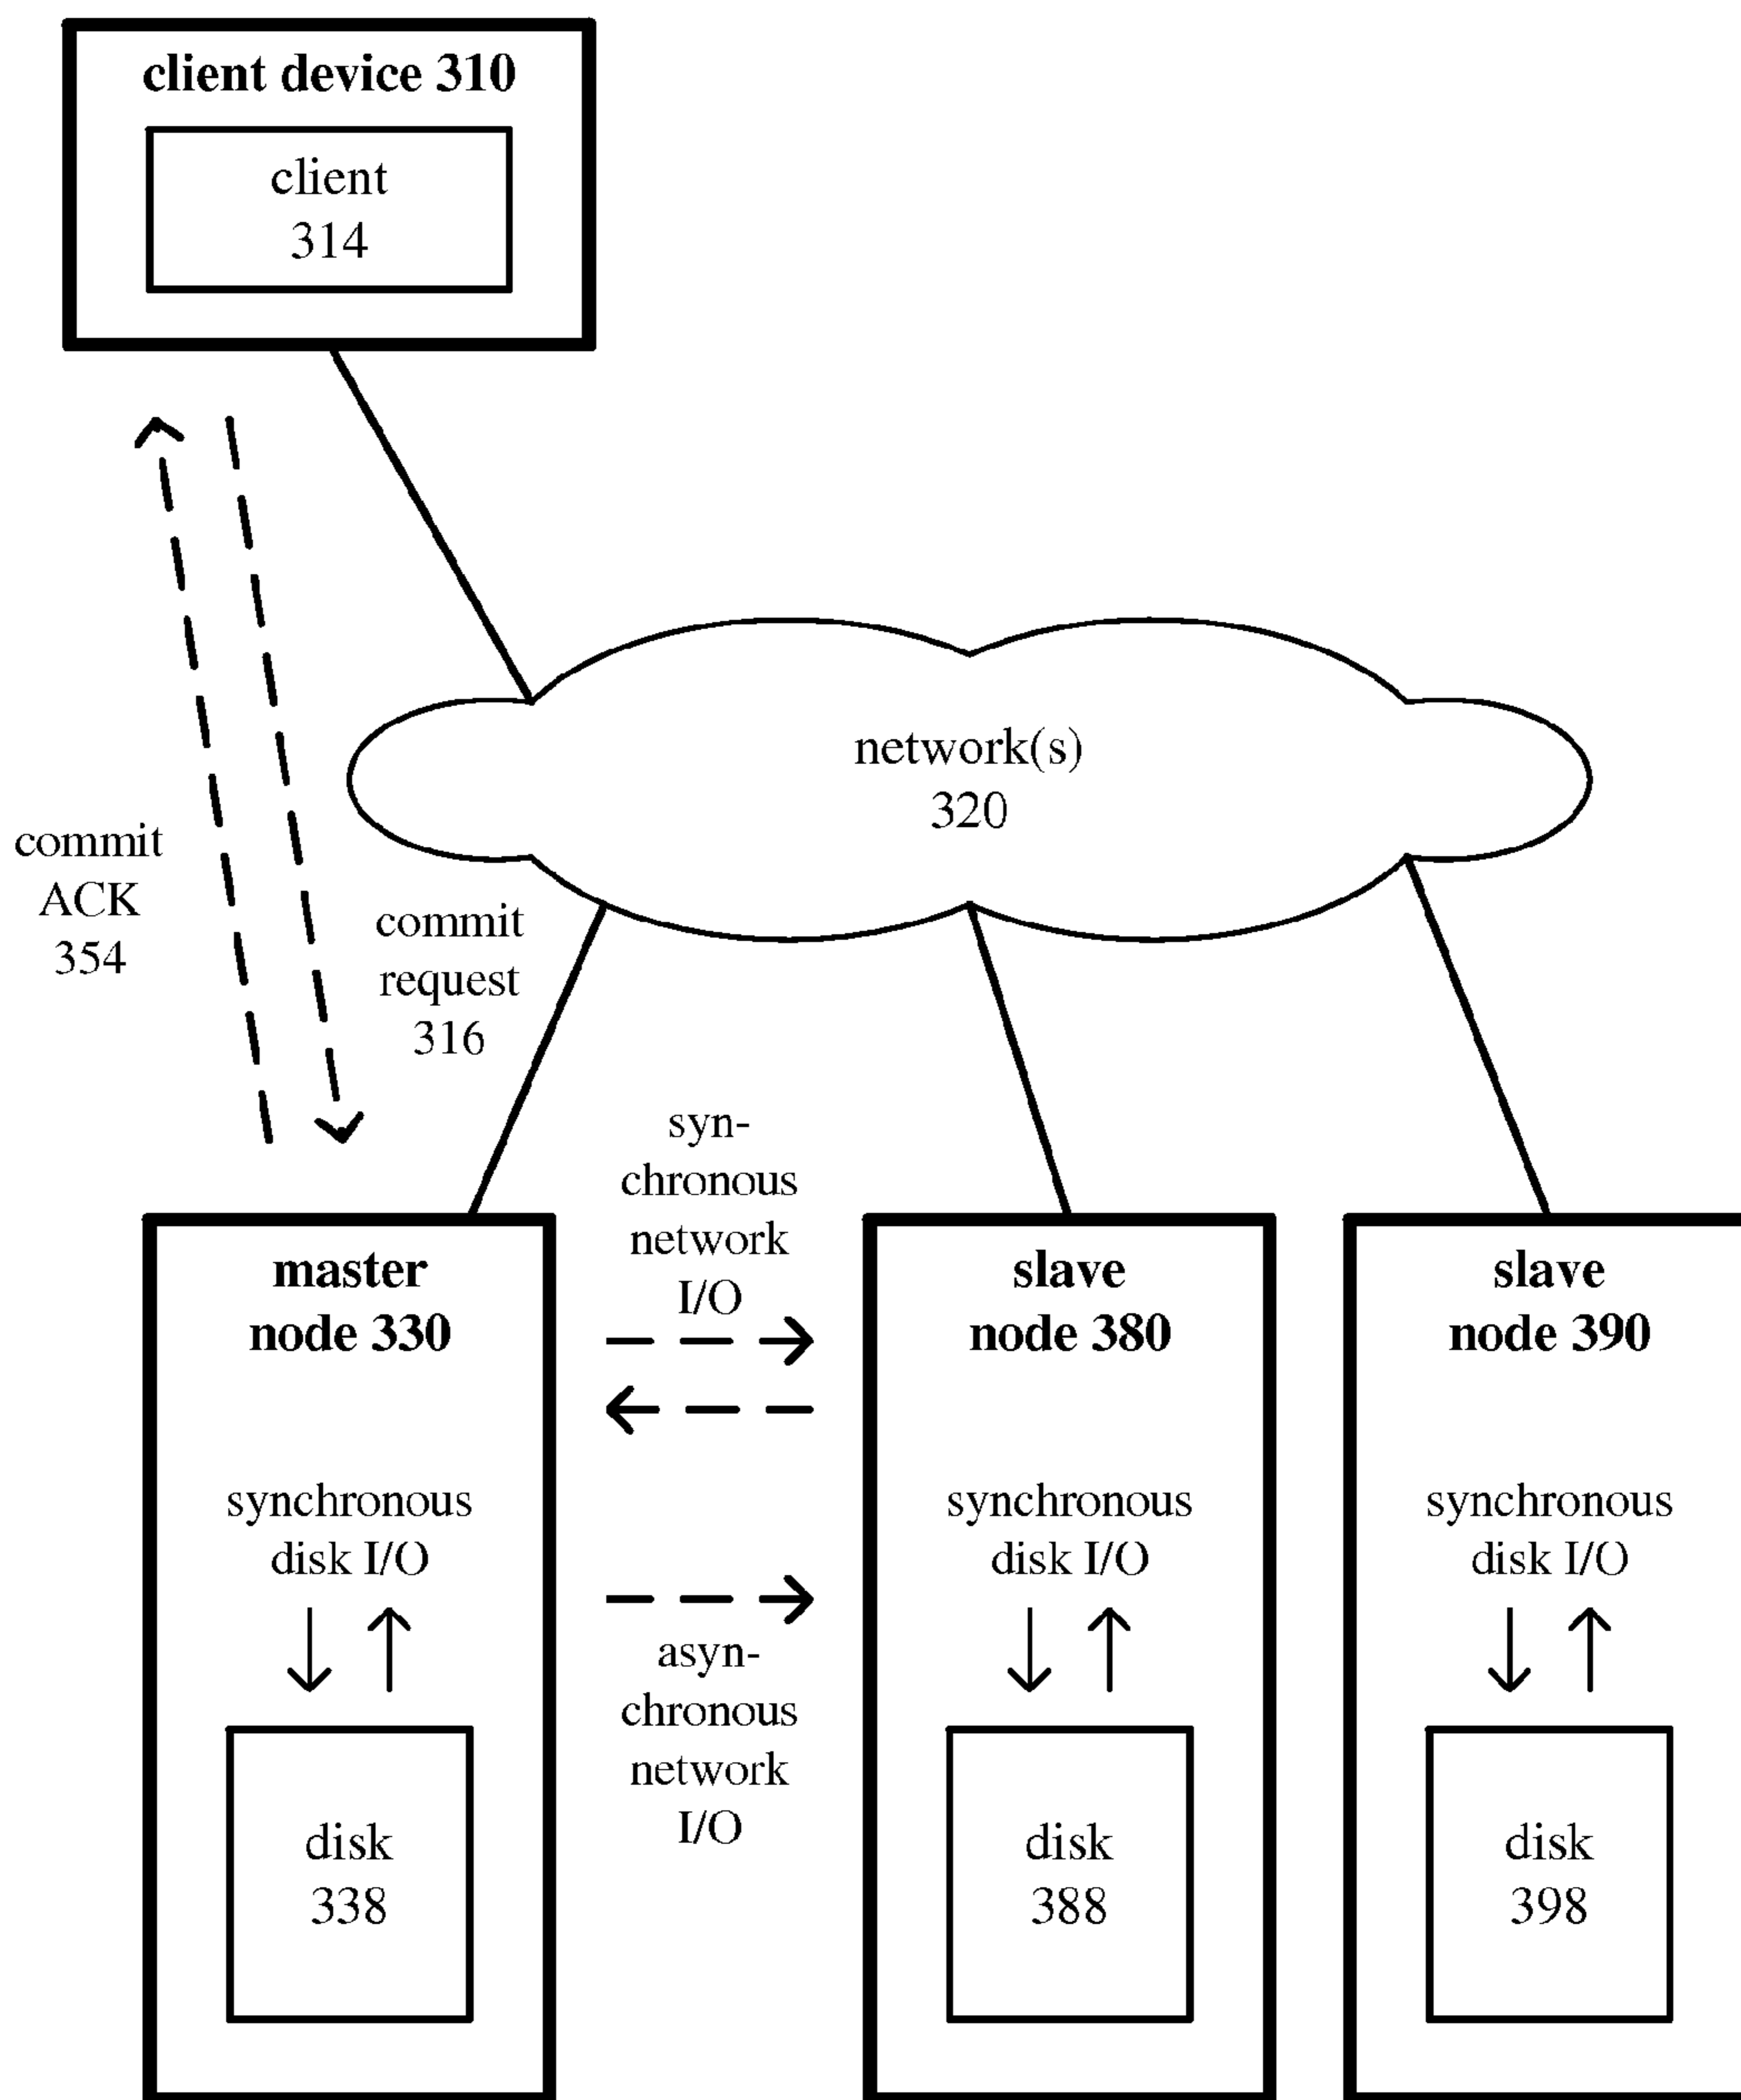 client device 310
client
314
network(s)
320
commit
ACK
354
commit
request
316
syn-
chronous
network
I/O
master
node 330
slave
node 380
slave
node 390
synchronous
disk I/O
synchronous
disk I/O
synchronous
disk I/O
asyn-
chronous
network
I/O
disk
338
disk
388
disk
398